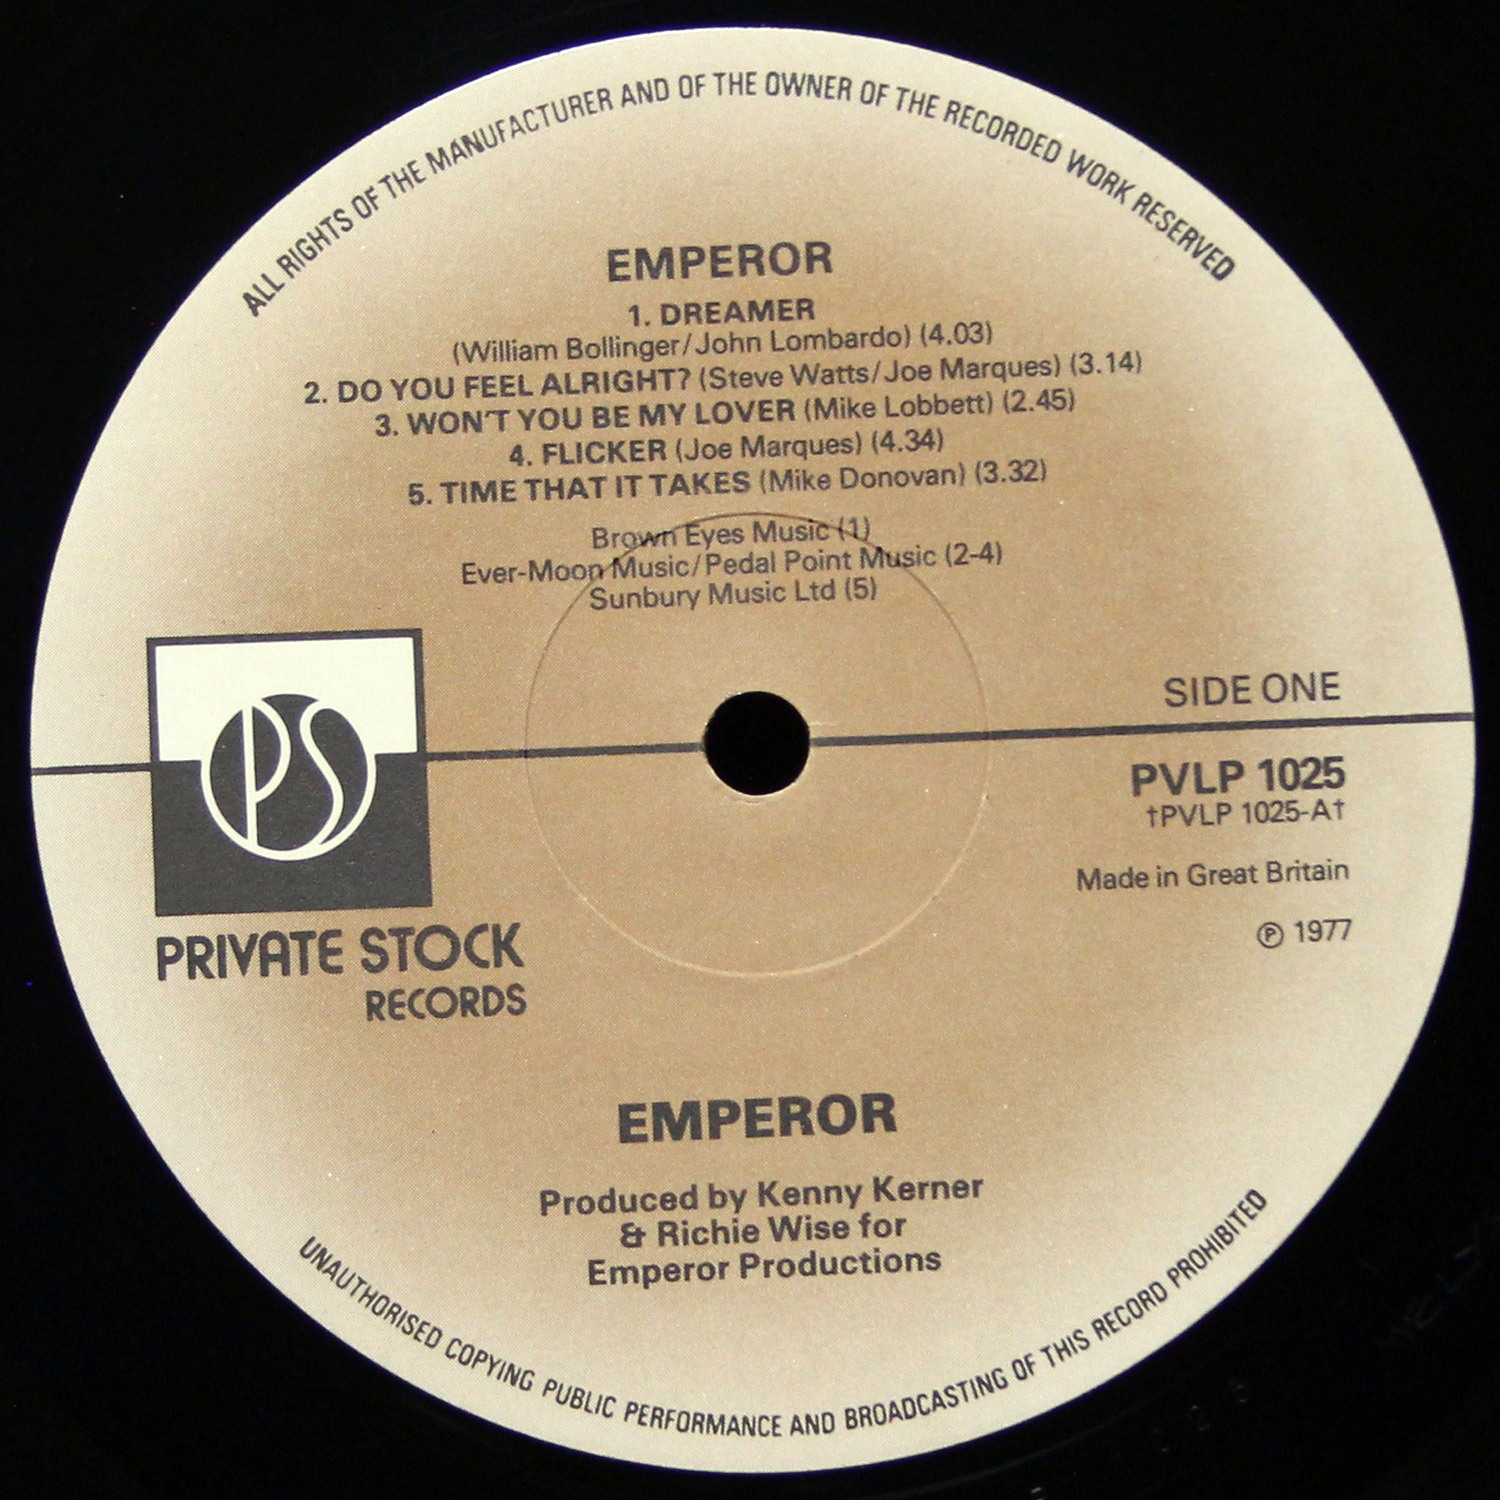 ALL RIGHTS OF THE MANUFACTURER AND OF THE OWNER OF THE RECORDED WORK RESERVED
EMPEROR
1. DREAMER
(William Bollinger/John Lombardo) (4.03)
2. DO YOU FEEL ALRIGHT? (Steve Watts/Joe Marques) (3.14)
3. WON'T YOU BE MY LOVER (Mike Lobbett) (2.45)
4. FLICKER (Joe Marques) (4.34)
5. TIME THAT IT TAKES (Mike Donovan) (3.32)
Brown Eyes Music (1)
Ever-Moon Music/Pedal Point Music (2-4)
Sunbury Music Ltd (5)
SIDE ONE
PS
PVLP 1025
†PVLP 1025-A†
Made in Great Britain
℗ 1977
PRIVATE STOCK
RECORDS
EMPEROR
Produced by Kenny Kerner
& Richie Wise for
Emperor Productions
UNAUTHORISED COPYING PUBLIC PERFORMANCE AND BROADCASTING OF THIS RECORD PROHIBITED